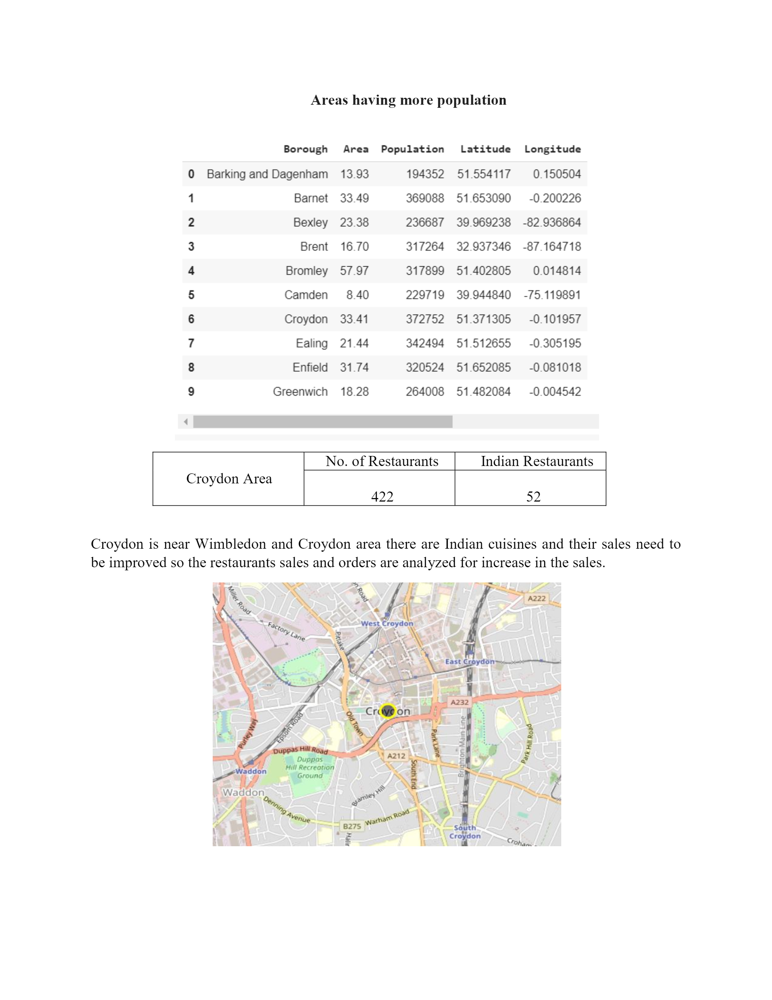 Areas having more population
Borough Area Population Latitude Longitude
0 Barking and Dagenham 13.93 194352 51.554117 0.150504
1 Barnet 33.49 369088 51.653090 -0.200226
2 Bexley 23.38 236687 39.969238 -82.936864
3 Brent 16.70 317264 32.937346 -87.164718
4 Bromley 57.97 317899 51.402805 0.014814
5 Camden 8.40 229719 39.944840 -75.119891
6 Croydon 33.41 372752 51.371305 -0.101957
7 Ealing 21.44 342494 51.512655 -0.305195
8 Enfield 31.74 320524 51.652085 -0.081018
9 Greenwich 18.28 264008 51.482084 -0.004542
No. of Restaurants Indian Restaurants
Croydon Area
422 52
Croydon is near Wimbledon and Croydon area there are Indian cuisines and their sales need to
be improved so the restaurants sales and orders are analyzed for increase in the sales.
Miller Road
n Road
A222
West Croydon
Factory Lane
Pitlake
East Croydon
A232
Croydon
Old Town
Epsom Road
Purley Way
Park Lane
Brighton Main Line
Park Hill Road
Duppas Hill Road
A212
Duppas
Hill Recreation
Ground
South End
Waddon
Waddon
Bramley Hill
Denning Avenue
Warham Road
B275
South
Croydon
Croham